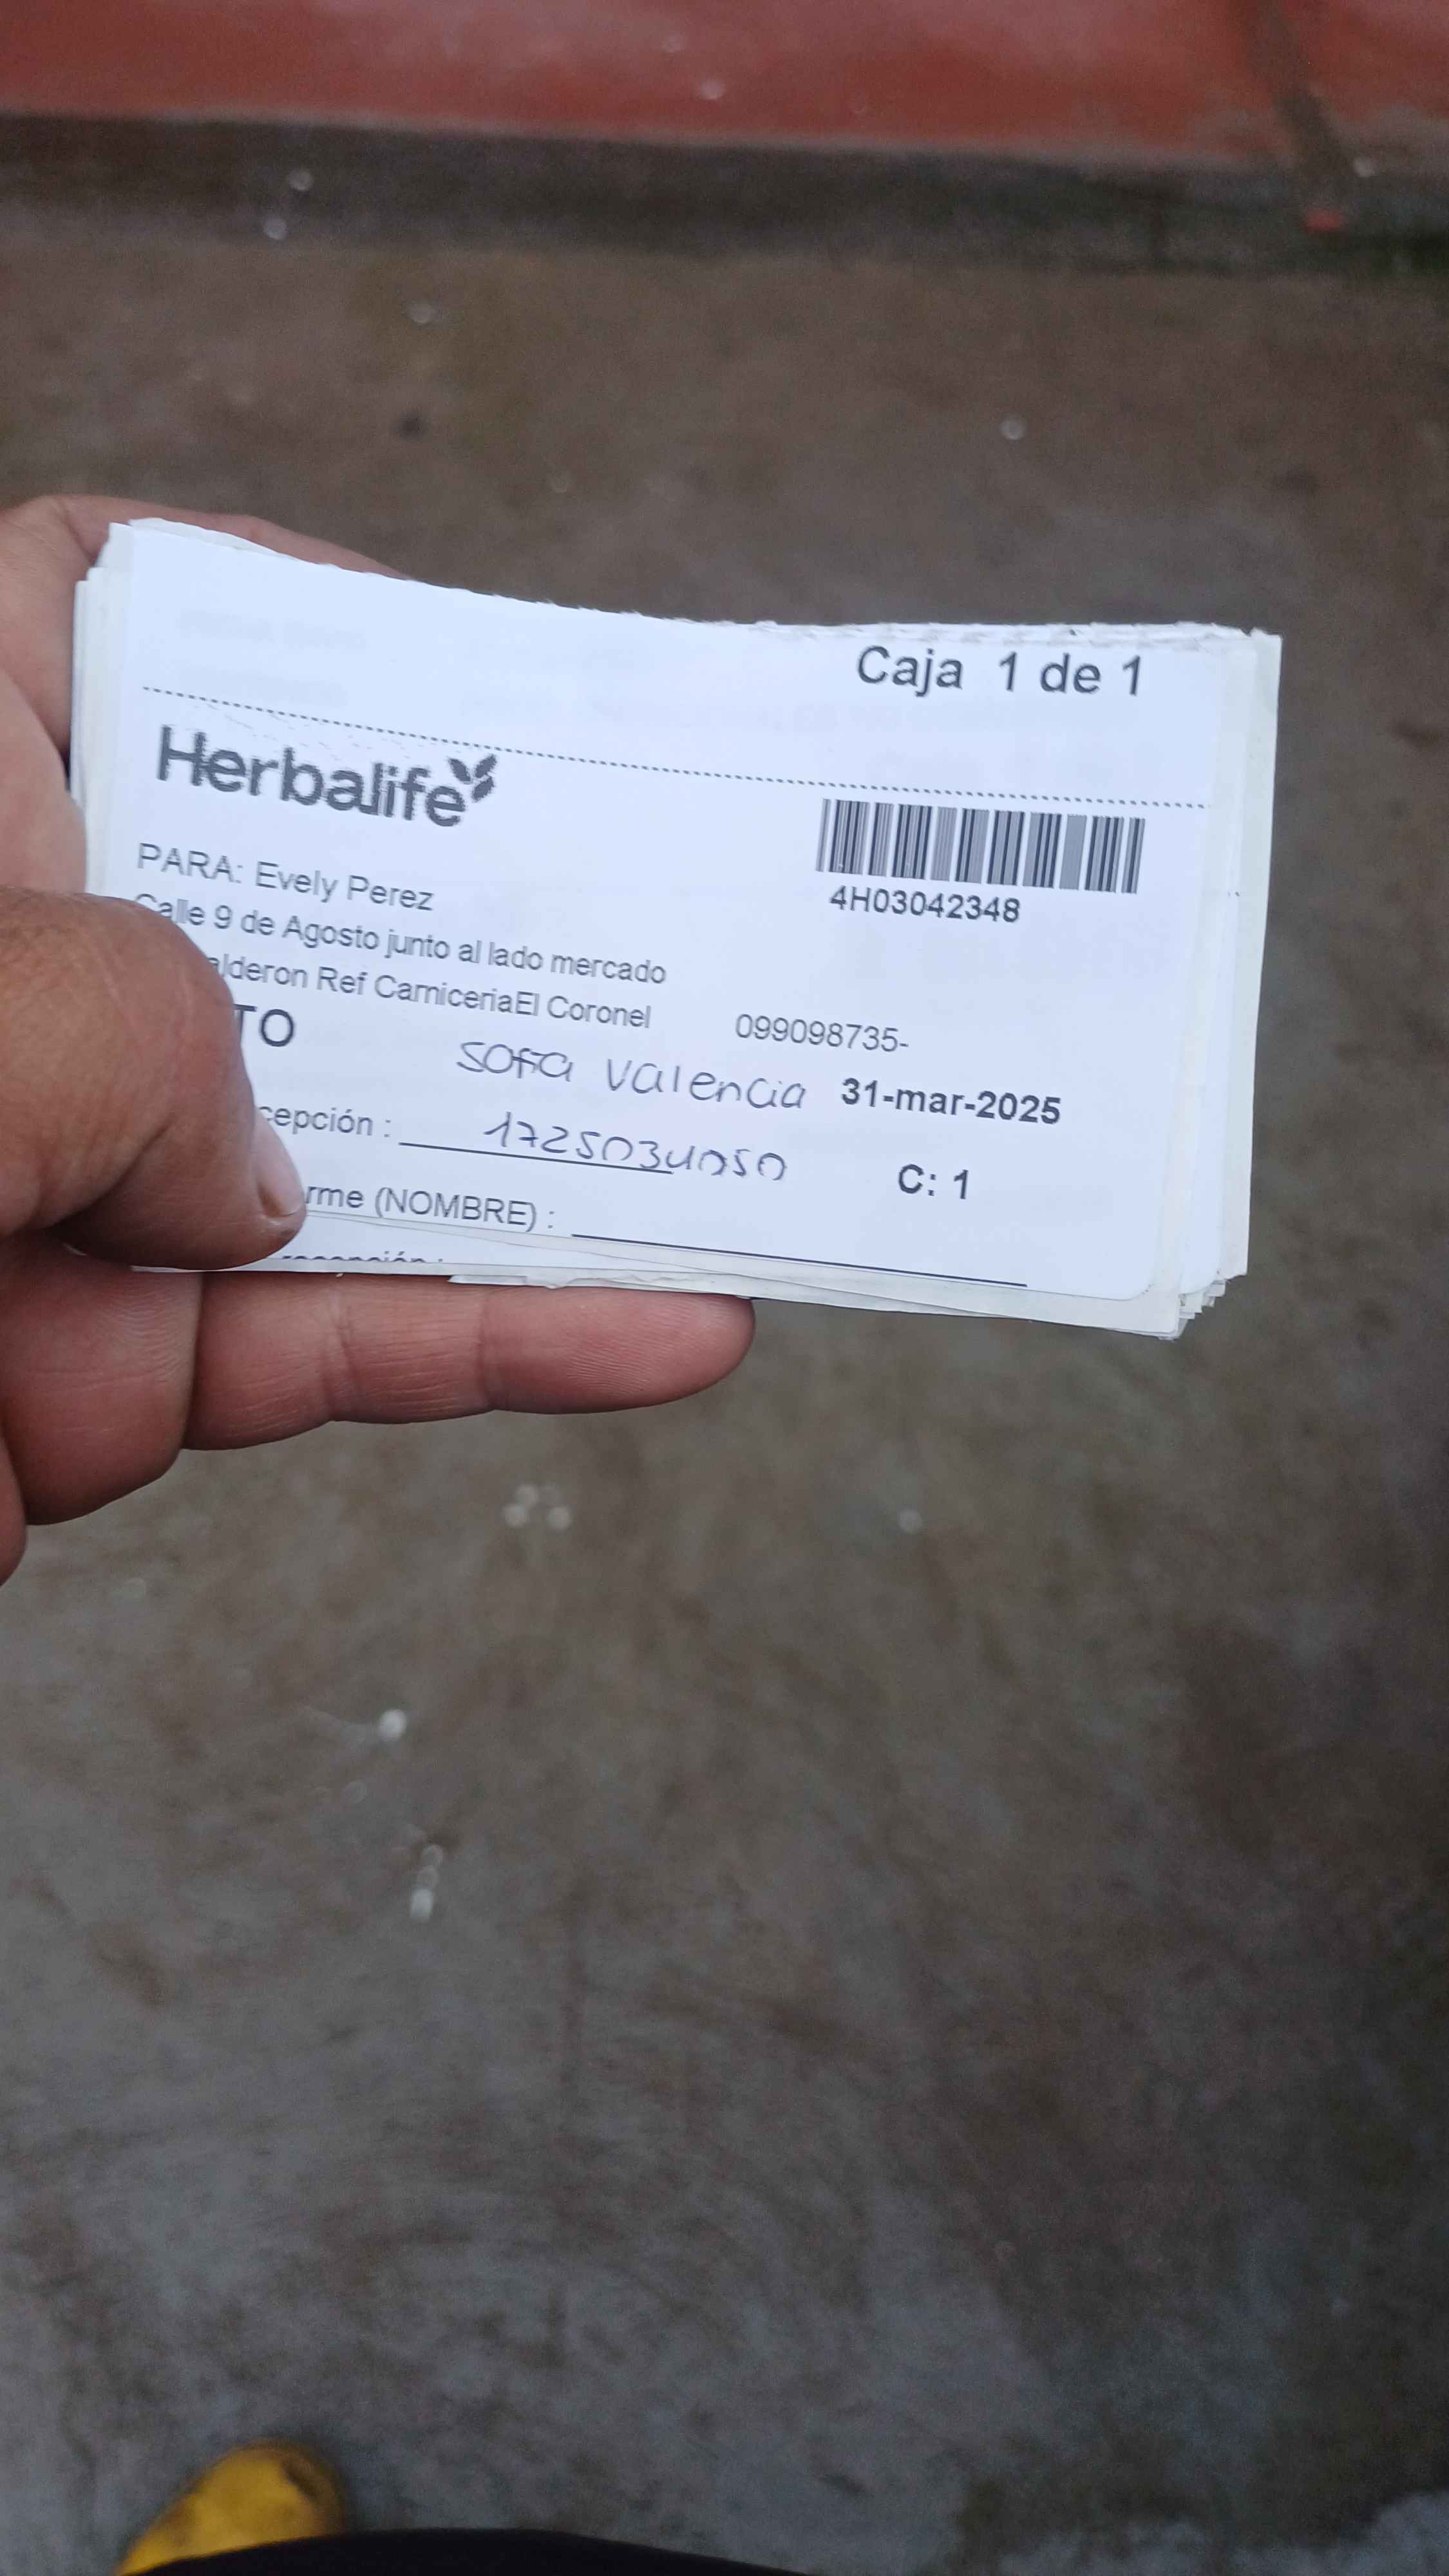 Caja 1 de 1
Herbalife
4H03042348
PARA: Evely Perez
Calle 9 de Agosto junto al lado mercado
alderon Ref CarniceriaEl Coronel
099098735-
TO
Sofia Valencia
31-mar-2025
cepción : 1725034050
C: 1
rme (NOMBRE) :
recepción :